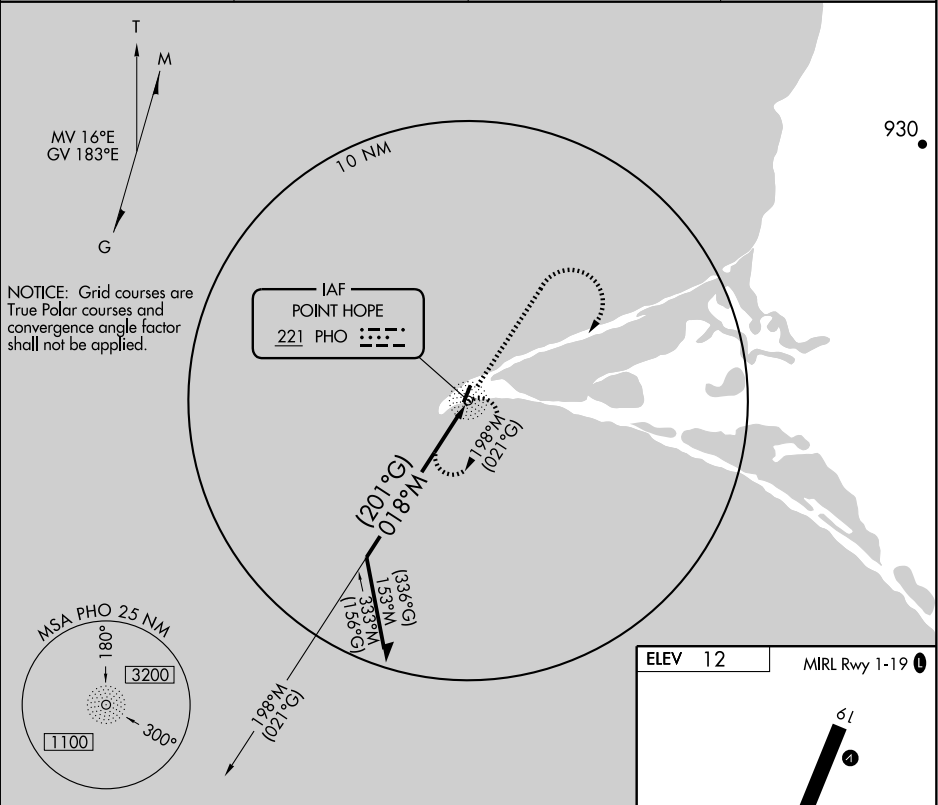 T
M
MV 16°E
GV 183°E
G
NOTICE: Grid courses are
True Polar courses and
convergence angle factor
shall not be applied.
10 NM
930
IAF
POINT HOPE
221 PHO
198°M
(021°G)
(201°G)
018°M
(336°G)
153°M
333°M
(156°G)
198°M
(021°G)
MSA PHO 25 NM
180°
3200
300°
1100
ELEV 12
MIRL Rwy 1-19 L
19
V